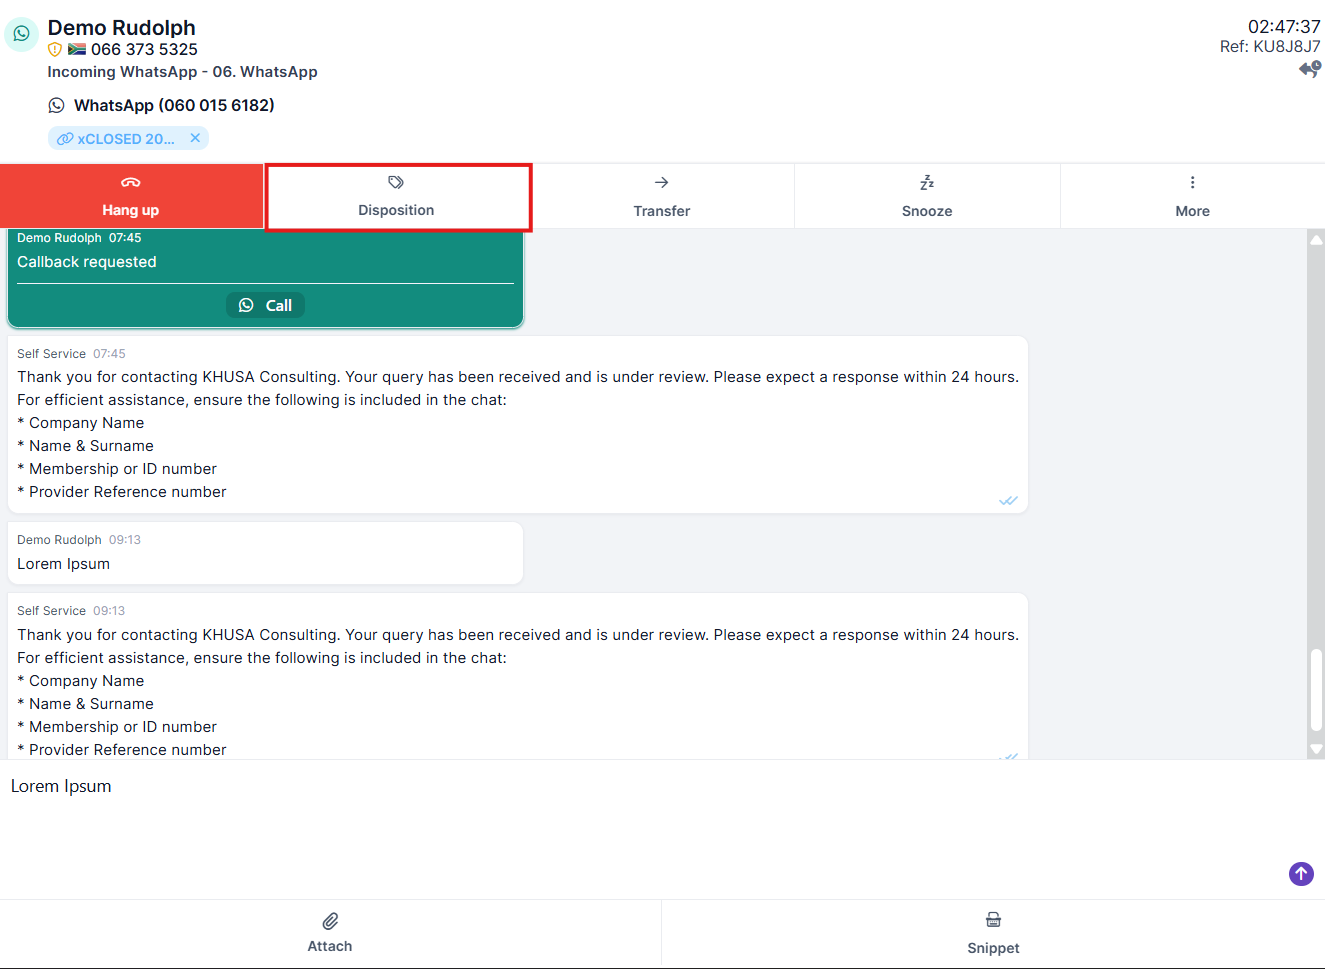 Demo Rudolph
066 373 5325
Incoming WhatsApp - 06. WhatsApp
WhatsApp (060 015 6182)
xCLOSED 20...
02:47:37
Ref: KU8J8J7
Hang up
Disposition
Transfer
Snooze
More
Demo Rudolph 07:45
Callback requested
Call
Self Service 07:45
Thank you for contacting KHUSA Consulting. Your query has been received and is under review. Please expect a response within 24 hours.
For efficient assistance, ensure the following is included in the chat:
* Company Name
* Name & Surname
* Membership or ID number
* Provider Reference number
Demo Rudolph 09:13
Lorem Ipsum
Self Service 09:13
Thank you for contacting KHUSA Consulting. Your query has been received and is under review. Please expect a response within 24 hours.
For efficient assistance, ensure the following is included in the chat:
* Company Name
* Name & Surname
* Membership or ID number
* Provider Reference number
Lorem Ipsum
Attach
Snippet